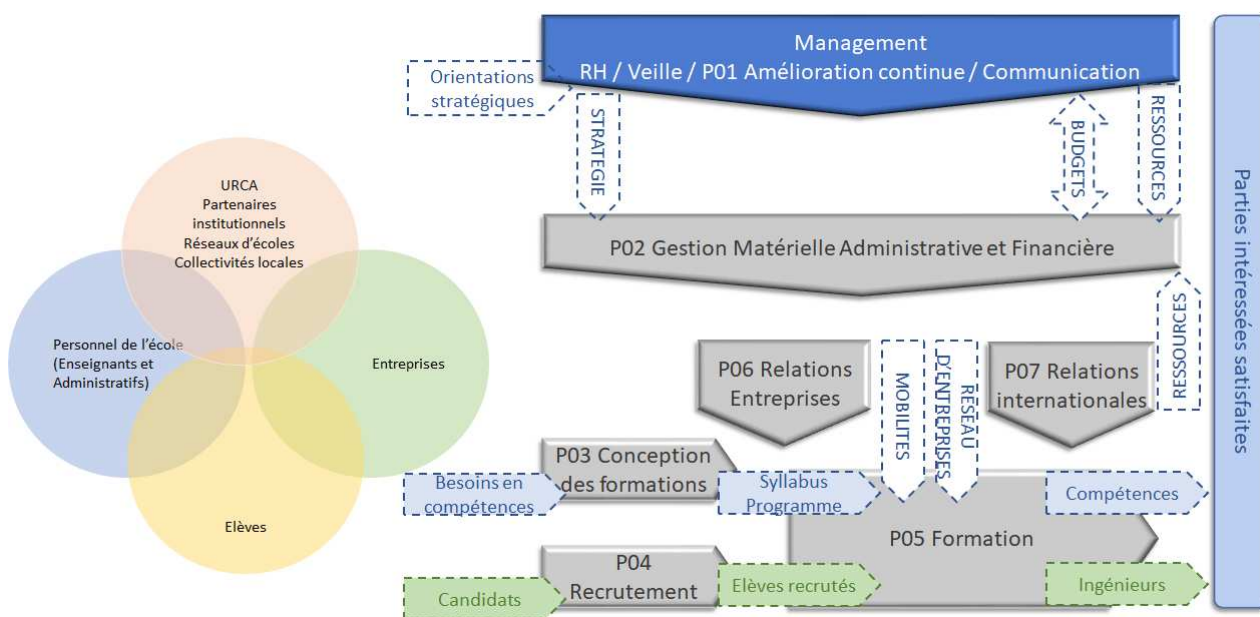 URCA
Partenaires
institutionnels
Réseaux d'écoles
Collectivités locales
Personnel de l'école
(Enseignants et
Administratifs)
Entreprises
Elèves
Management
RH / Veille / P01 Amélioration continue / Communication
Orientations
stratégiques
STRATEGIE
BUDGETS
RESSOURCES
P02 Gestion Matérielle Administrative et Financière
RESSOURCES
P06 Relations
Entreprises
MOBILITES
RESEAU
D'ENTREPRISES
P07 Relations
internationales
P03 Conception
des formations
Besoins en
compétences
Syllabus
Programme
Compétences
P05 Formation
P04
Recrutement
Candidats
Elèves recrutés
Ingénieurs
Parties intéressées satisfaites